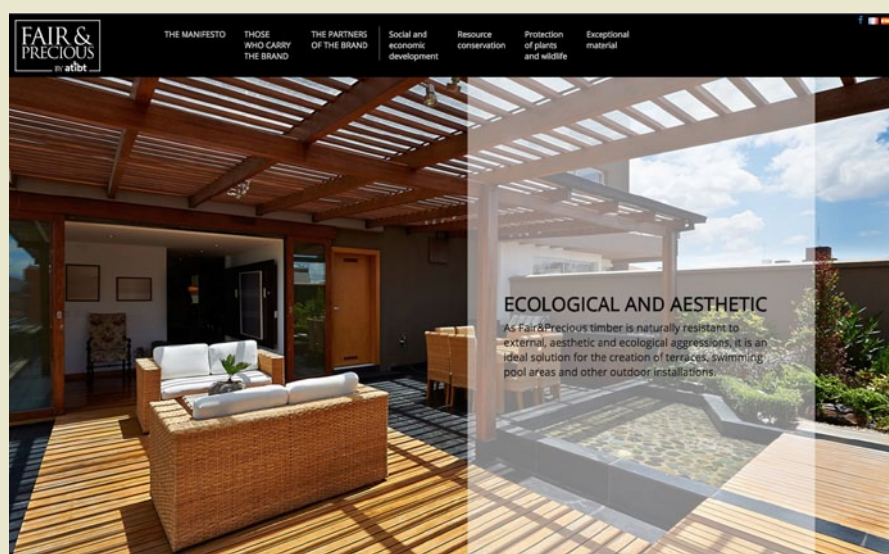 FAIR &
PRECIOUS
BY atibt
THE MANIFESTO
THOSE
WHO CARRY
THE BRAND
THE PARTNERS
OF THE BRAND
Social and
economic
development
Resource
conservation
Protection
of plants
and wildlife
Exceptional
material
f
ECOLOGICAL AND AESTHETIC
As Fair&Precious timber is naturally resistant to
external, aesthetic and ecological aggressions, it is an
ideal solution for the creation of terraces, swimming
pool areas and other outdoor installations.